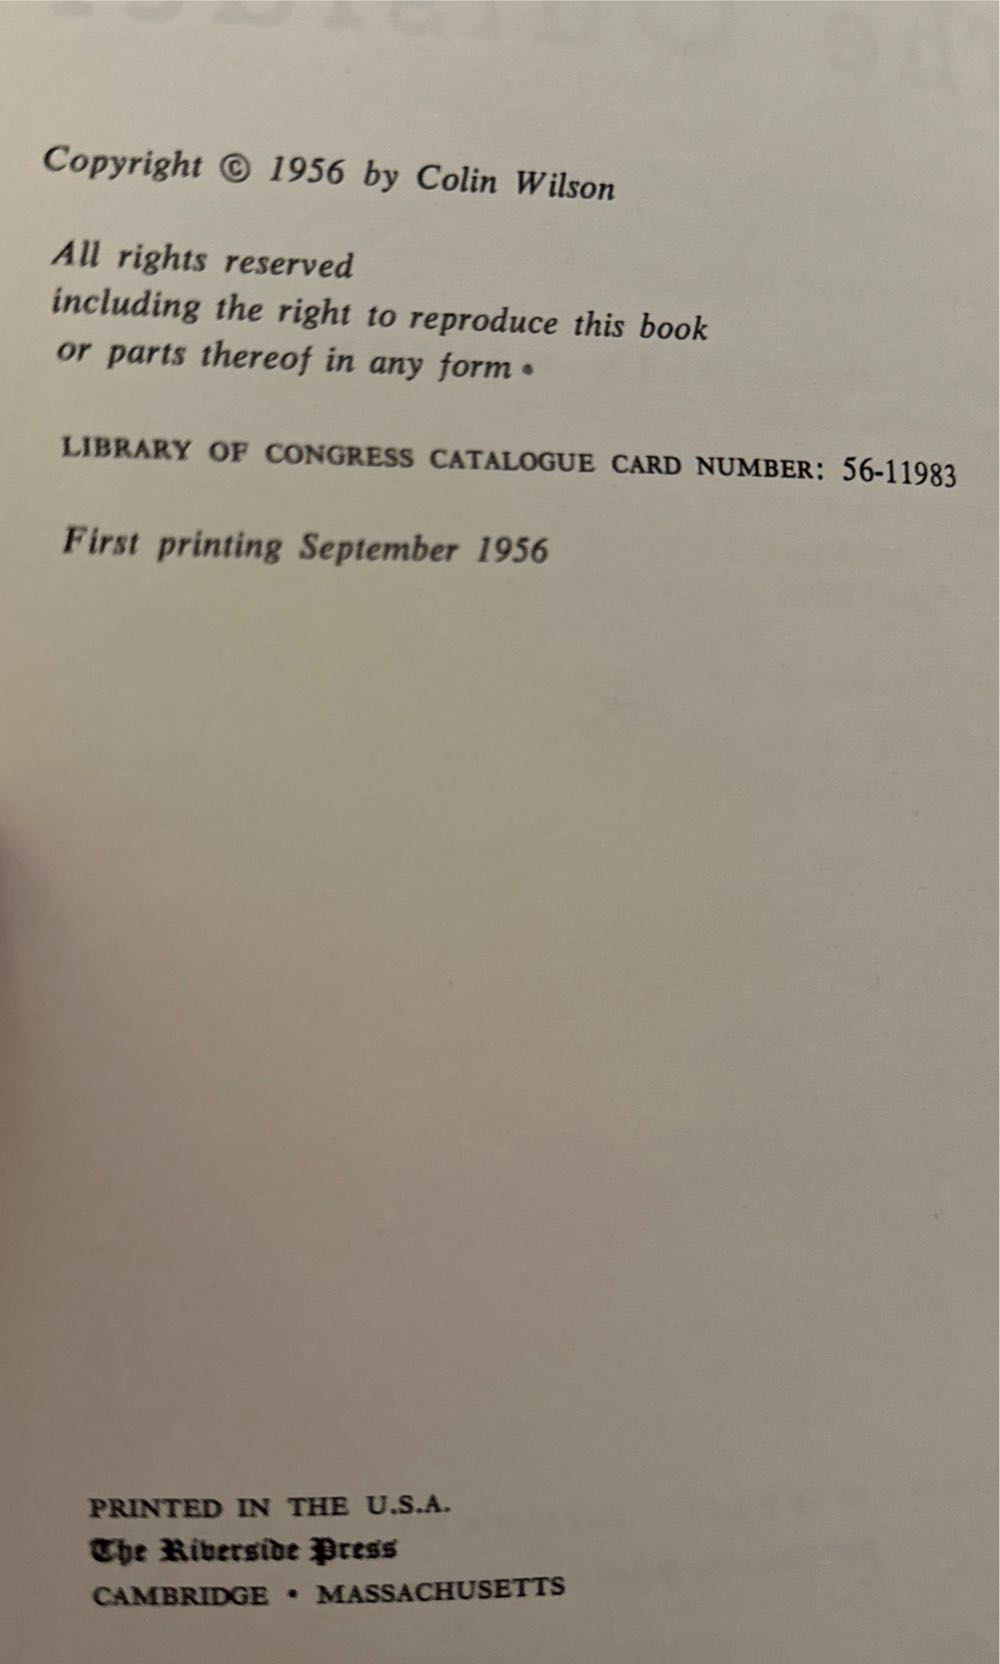 Copyright © 1956 by Colin Wilson
All rights reserved
including the right to reproduce this book
or parts thereof in any form •
LIBRARY OF CONGRESS CATALOGUE CARD NUMBER: 56-11983
First printing September 1956
PRINTED IN THE U.S.A.
The Riverside Press
CAMBRIDGE • MASSACHUSETTS